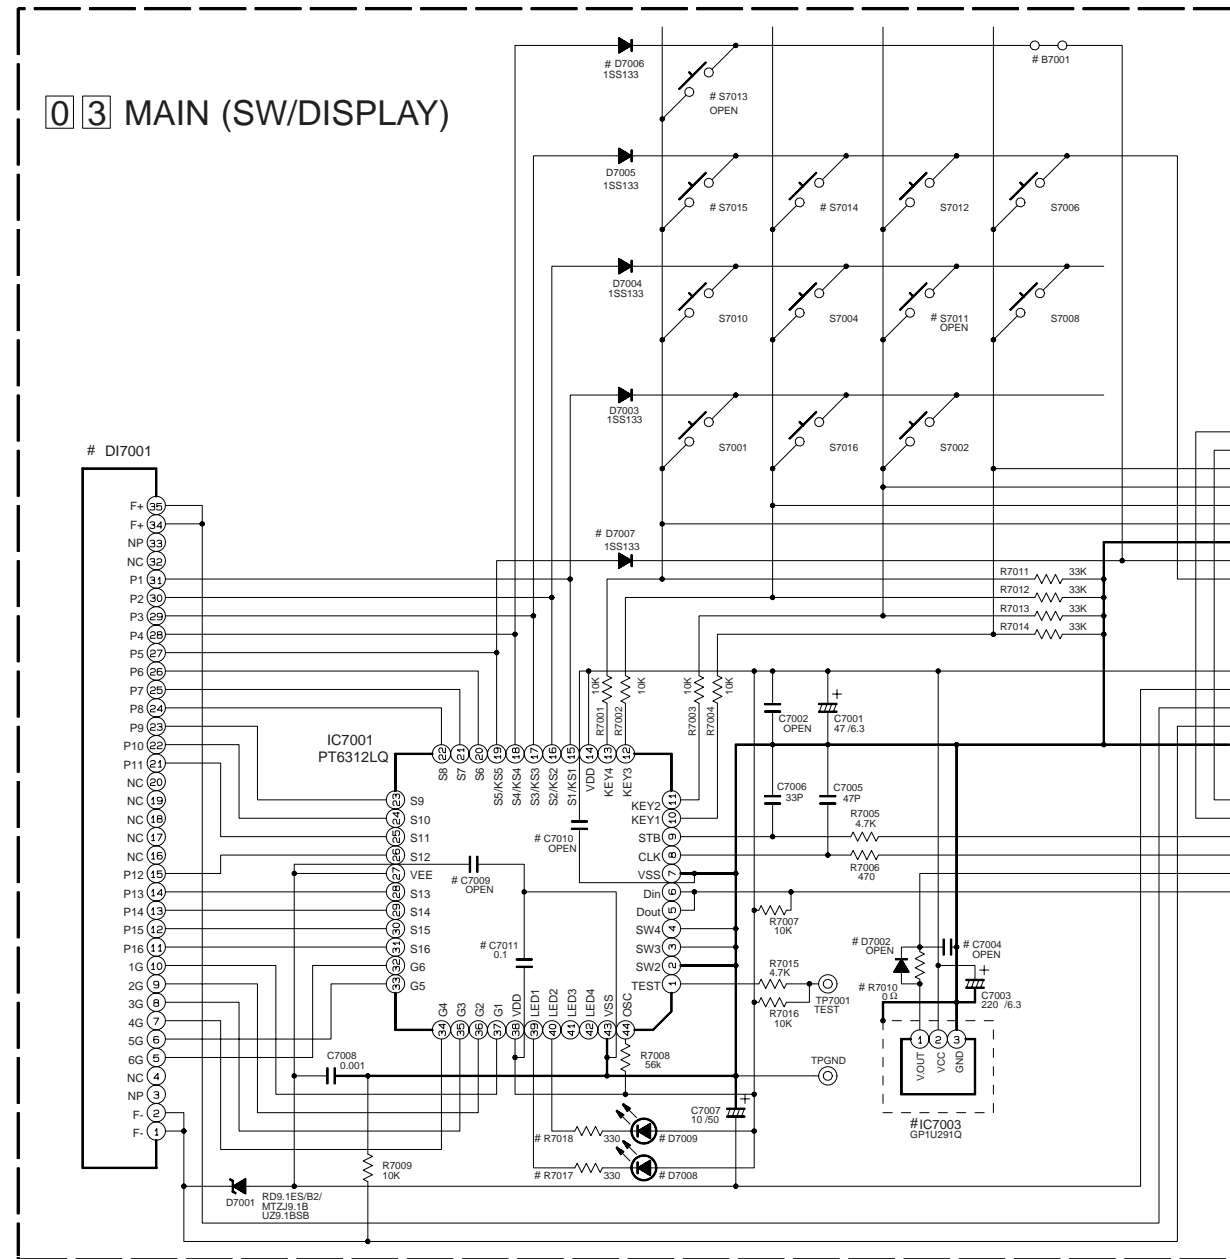 0 3 MAIN (SW/DISPLAY)
# D7006
1SS133
# B7001
# S7013
OPEN
D7005
1SS133
# S7015
# S7014
S7012
S7006
D7004
1SS133
S7010
S7004
# S7011
OPEN
S7008
D7003
1SS133
S7001
S7016
S7002
# DI7001
# D7007
1SS133
F+ 35
F+ 34
NP 33
NC 32
P1 31
P2 30
P3 29
P4 28
P5 27
P6 26
P7 25
P8 24
P9 23
P10 22
P11 21
NC 20
NC 19
NC 18
NC 17
NC 16
P12 15
P13 14
P14 13
P15 12
P16 11
1G 10
2G 9
3G 8
4G 7
5G 6
6G 5
NC 4
NP 3
F- 2
F- 1
R7011 33K
R7012 33K
R7013 33K
R7014 33K
R7001 10K
R7002 10K
R7003 10K
R7004 10K
C7002
OPEN
+
C7001
47 /6.3
IC7001
PT6312LQ
22 S8
21 S7
20 S6
19 S5/KS5
18 S4/KS4
17 S3/KS3
16 S2/KS2
15 S1/KS1
14 VDD
13 KEY4
12 KEY3
23 S9
24 S10
25 S11
26 S12
27 VEE
28 S13
29 S14
30 S15
31 S16
32 G6
33 G5
KEY2 11
KEY1 10
STB 9
CLK 8
VSS 7
Din 6
Dout 5
SW4 4
SW3 3
SW2 2
TEST 1
34 G4
35 G3
36 G2
37 G1
38 VDD
39 LED1
40 LED2
41 LED3
42 LED4
43 VSS
44 OSC
C7006
33P
C7005
47P
R7005
4.7K
R7006
470
# C7010
OPEN
# C7009
OPEN
# C7011
0.1
R7007
10K
R7015
4.7K
R7016
10K
TP7001
TEST
# D7002
OPEN
# C7004
OPEN
# R7010
0 Ω
+
C7003
220 /6.3
1 V.OUT
2 VCC
3 GND
#IC7003
GP1U291Q
C7008
0.001
R7008
56k
TPGND
C7007
10 /50
+
# R7018 330 # D7009
# R7017 330 # D7008
R7009
10K
D7001
RD9.1ES/B2/
MTZJ9.1B
UZ9.1BSB